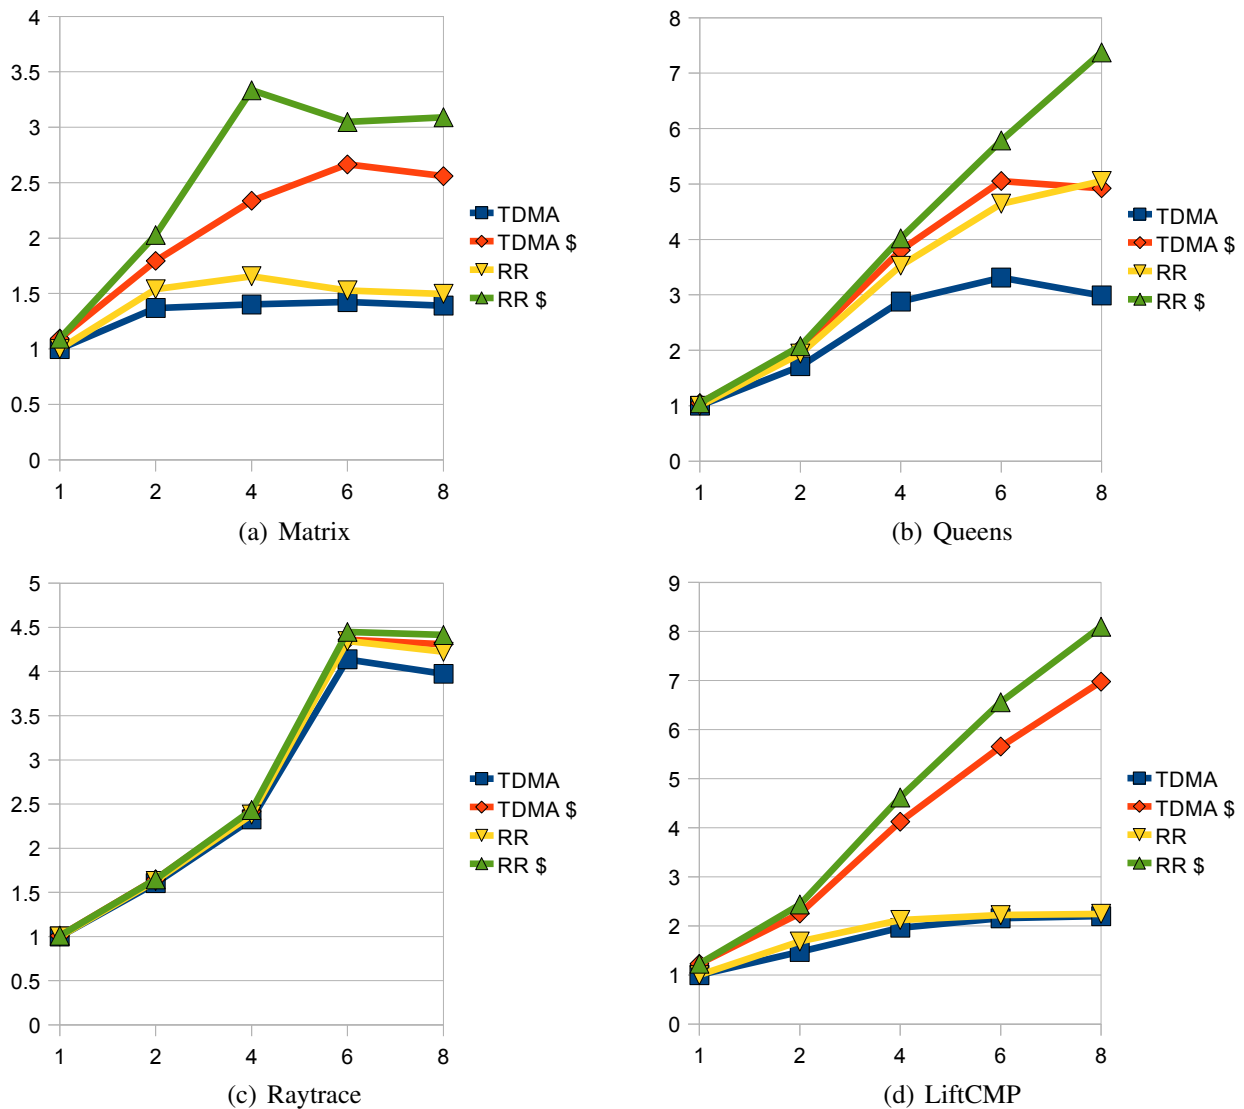 4
3.5
3
2.5
2
1.5
1
0.5
0
1 2 4 6 8
TDMA
TDMA $
RR
RR $
(a) Matrix
8
7
6
5
4
3
2
1
0
1 2 4 6 8
TDMA
TDMA $
RR
RR $
(b) Queens
5
4.5
4
3.5
3
2.5
2
1.5
1
0.5
0
1 2 4 6 8
TDMA
TDMA $
RR
RR $
(c) Raytrace
9
8
7
6
5
4
3
2
1
0
1 2 4 6 8
TDMA
TDMA $
RR
RR $
(d) LiftCMP